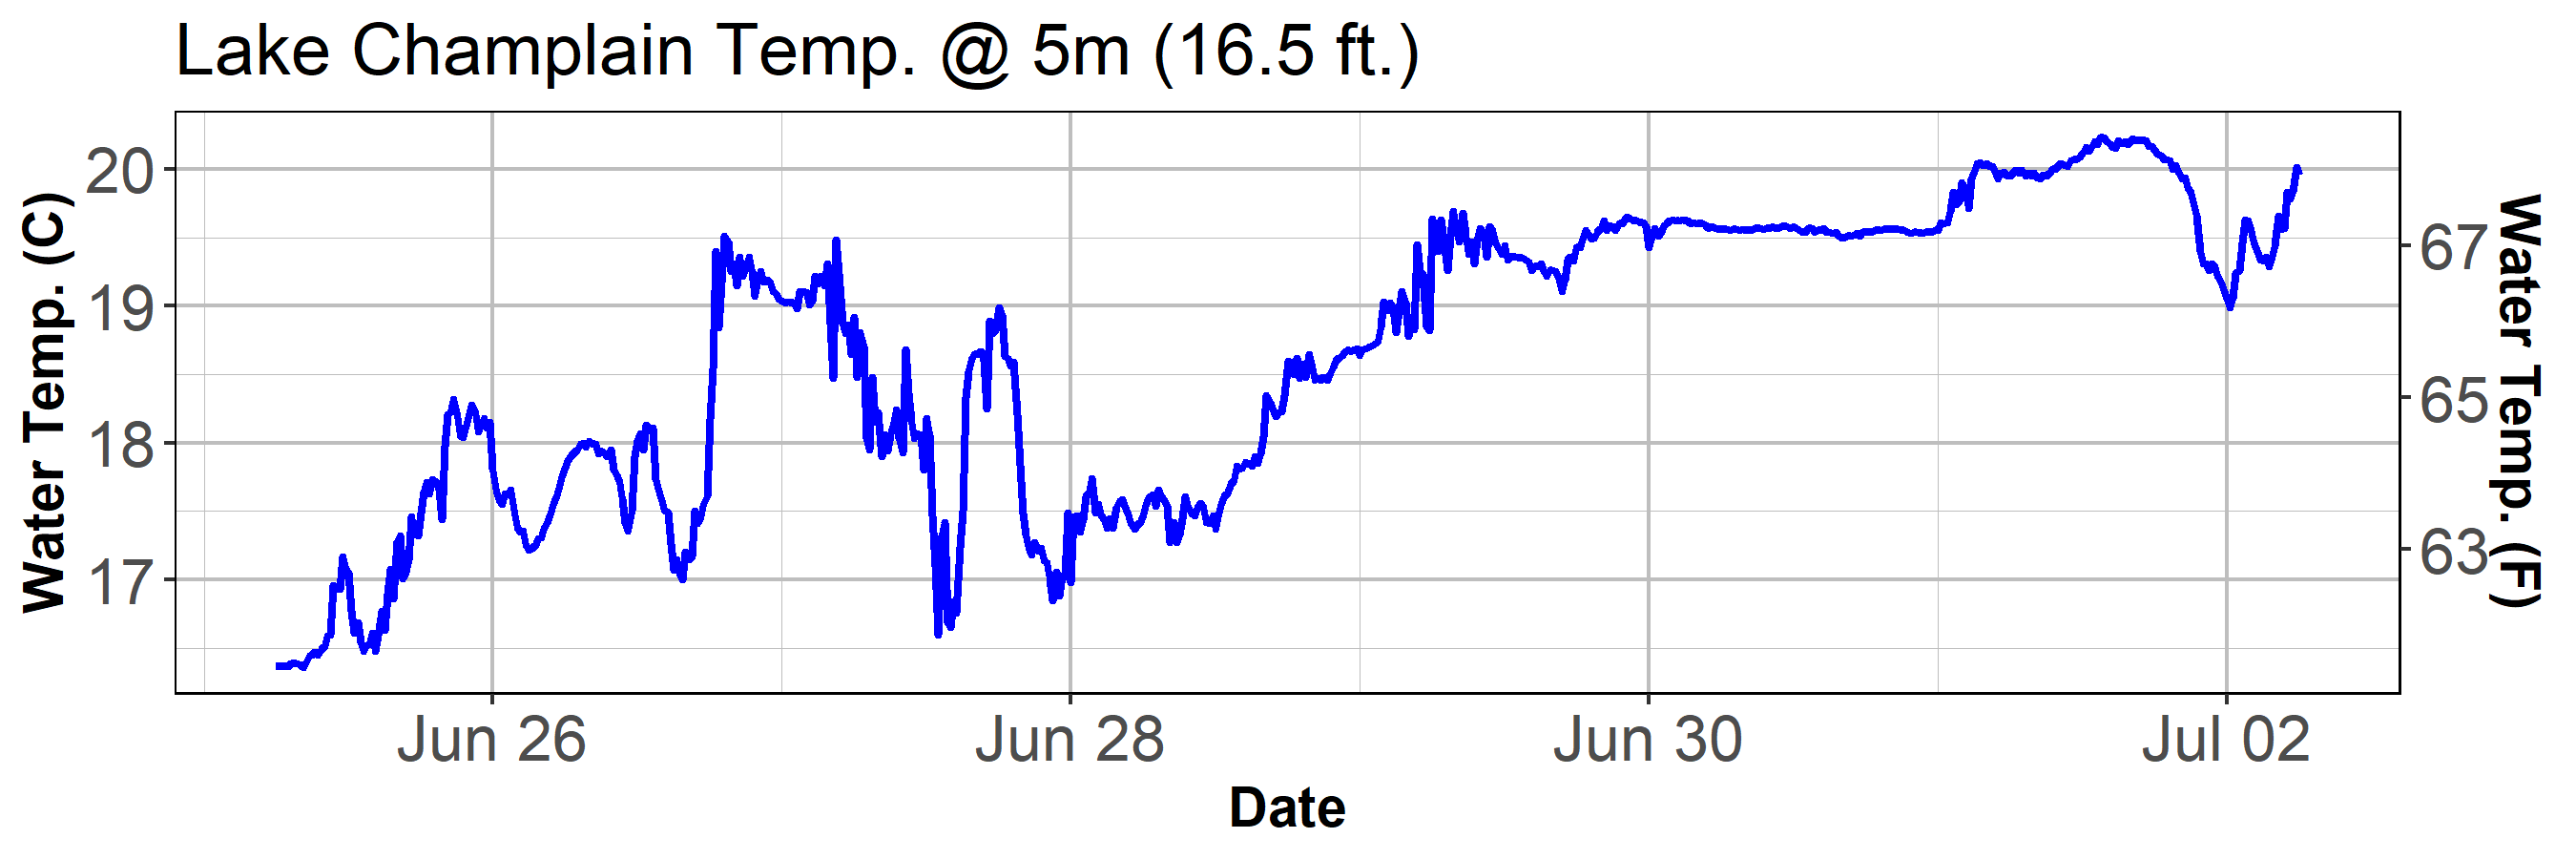 Lake Champlain Temp. @ 5m (16.5 ft.)
Water Temp. (C)
20
19
18
17
67
65
63
Water Temp. (F)
Jun 26 Jun 28 Jun 30 Jul 02
Date